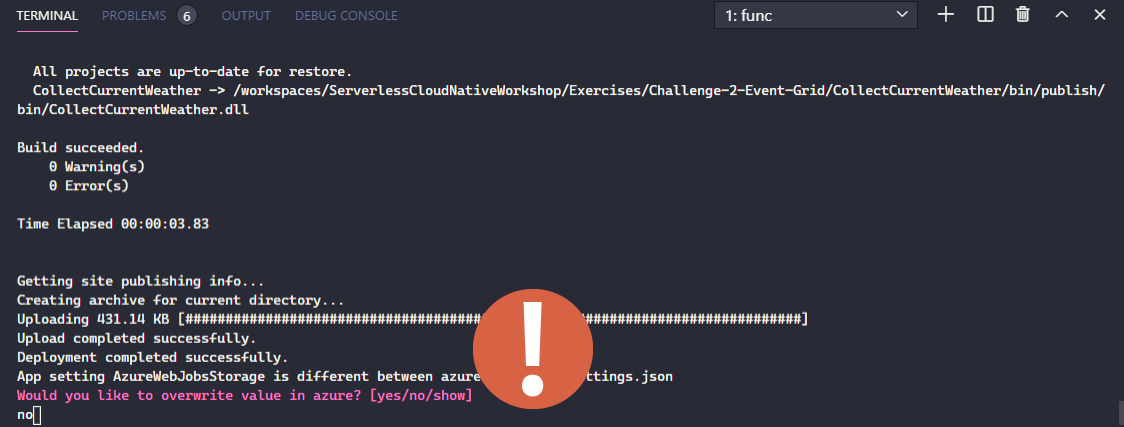 TERMINAL PROBLEMS 6 OUTPUT DEBUG CONSOLE 1: func
All projects are up-to-date for restore.
CollectCurrentWeather -> /workspaces/ServerlessCloudNativeWorkshop/Exercises/Challenge-2-Event-Grid/CollectCurrentWeather/bin/publish/
bin/CollectCurrentWeather.dll
Build succeeded.
0 Warning(s)
0 Error(s)
Time Elapsed 00:00:03.83
Getting site publishing info...
Creating archive for current directory...
Uploading 431.14 KB [#############################################################################]
Upload completed successfully.
Deployment completed successfully.
App setting AzureWebJobsStorage is different between ttings.json
Would you like to overwrite value in azure? [yes/no/show]
no
!